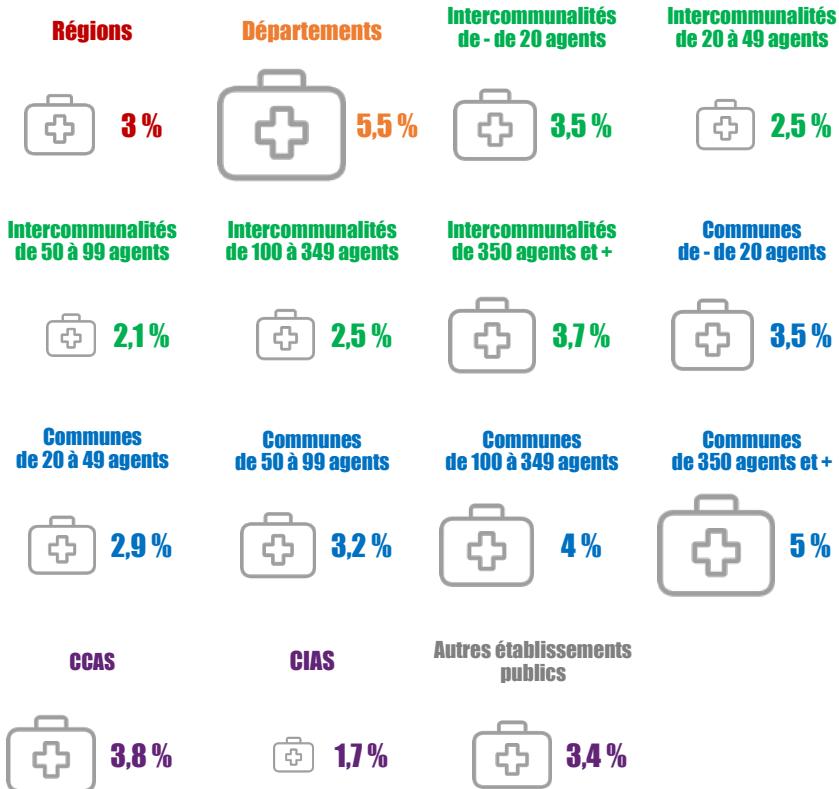 Régions
3 %
Départements
5,5 %
Intercommunalités
de - de 20 agents
3,5 %
Intercommunalités
de 20 à 49 agents
2,5 %
Intercommunalités
de 50 à 99 agents
2,1 %
Intercommunalités
de 100 à 349 agents
2,5 %
Intercommunalités
de 350 agents et +
3,7 %
Communes
de - de 20 agents
3,5 %
Communes
de 20 à 49 agents
2,9 %
Communes
de 50 à 99 agents
3,2 %
Communes
de 100 à 349 agents
4 %
Communes
de 350 agents et +
5 %
CCAS
3,8 %
CIAS
1,7 %
Autres établissements
publics
3,4 %